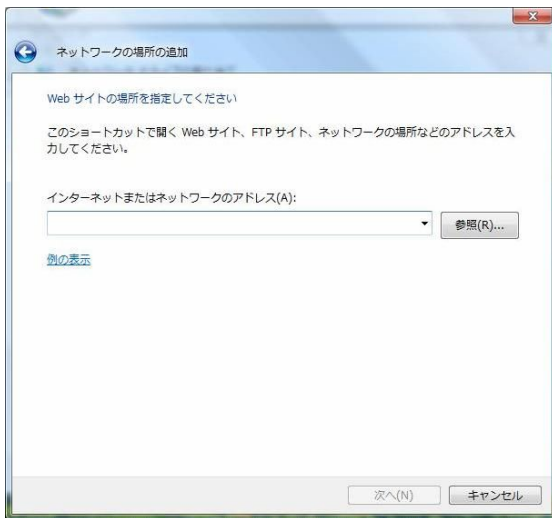 ネットワークの場所の追加
Web サイトの場所を指定してください
このショートカットで開く Web サイト、FTP サイト、ネットワークの場所などのアドレスを入
力してください。
インターネットまたはネットワークのアドレス(A):
参照(R)...
例の表示
次へ(N)
キャンセル